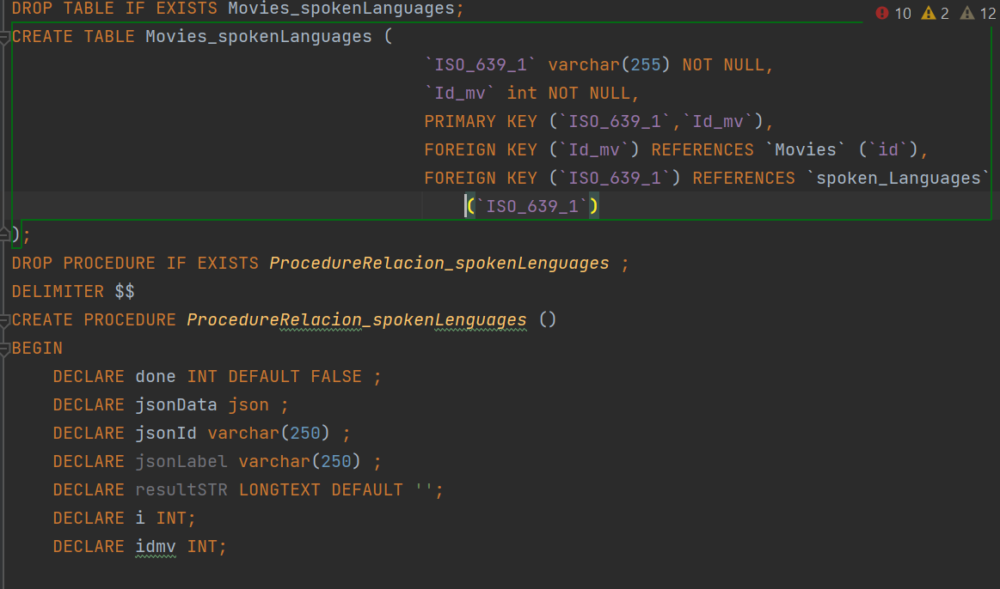 DROP TABLE IF EXISTS Movies_spokenLanguages;
10 2 12
CREATE TABLE Movies_spokenLanguages (
`ISO_639_1` varchar(255) NOT NULL,
`Id_mv` int NOT NULL,
PRIMARY KEY (`ISO_639_1`,`Id_mv`),
FOREIGN KEY (`Id_mv`) REFERENCES `Movies` (`id`),
FOREIGN KEY (`ISO_639_1`) REFERENCES `spoken_Languages`
(`ISO_639_1`)
);
DROP PROCEDURE IF EXISTS ProcedureRelacion_spokenLenguages ;
DELIMITER $$
CREATE PROCEDURE ProcedureRelacion_spokenLenguages ()
BEGIN
DECLARE done INT DEFAULT FALSE ;
DECLARE jsonData json ;
DECLARE jsonId varchar(250) ;
DECLARE jsonLabel varchar(250) ;
DECLARE resultSTR LONGTEXT DEFAULT '';
DECLARE i INT;
DECLARE idmv INT;